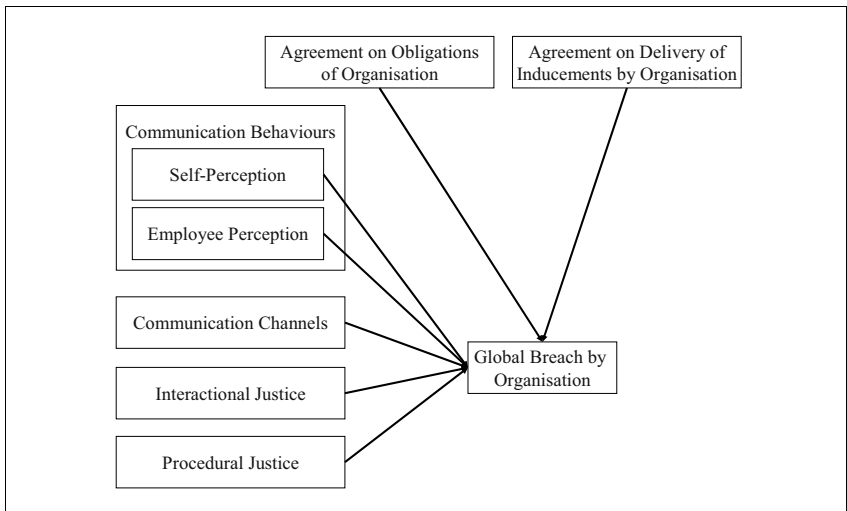 Agreement on Obligations
of Organisation
Agreement on Delivery of
Inducements by Organisation
Communication Behaviours
Self-Perception
Employee Perception
Communication Channels
Interactional Justice
Procedural Justice
Global Breach by
Organisation